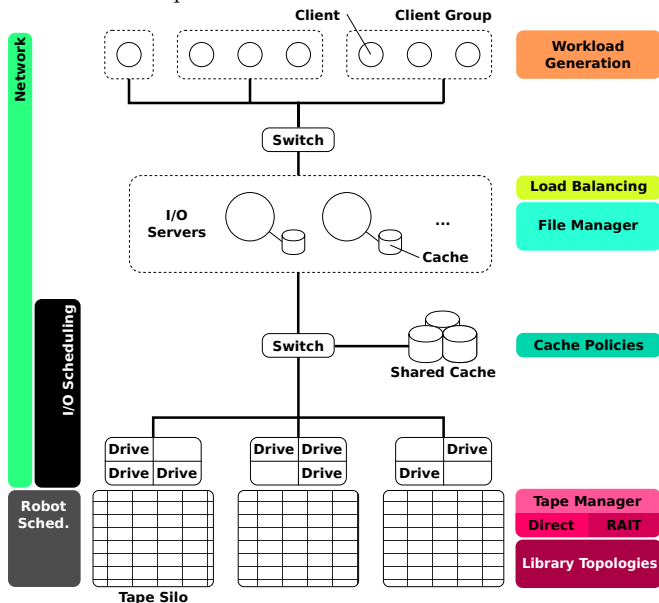 Client
Client Group
Workload
Generation
Network
Switch
Load Balancing
I/O
Servers
...
File Manager
Cache
I/O Scheduling
Switch
Cache Policies
Shared Cache
Drive
Drive Drive
Drive Drive
Drive
Drive
Drive
Robot
Sched.
Tape Manager
Direct RAIT
Library Topologies
Tape Silo